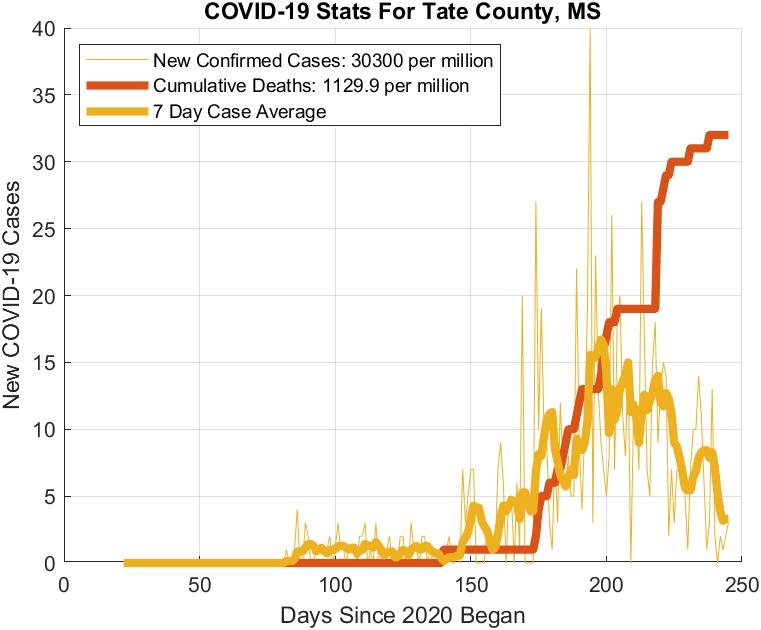 COVID-19 Stats For Tate County, MS
New Confirmed Cases: 30300 per million
Cumulative Deaths: 1129.9 per million
7 Day Case Average
New COVID-19 Cases
40
35
30
25
20
15
10
5
0
0 50 100 150 200 250
Days Since 2020 Began